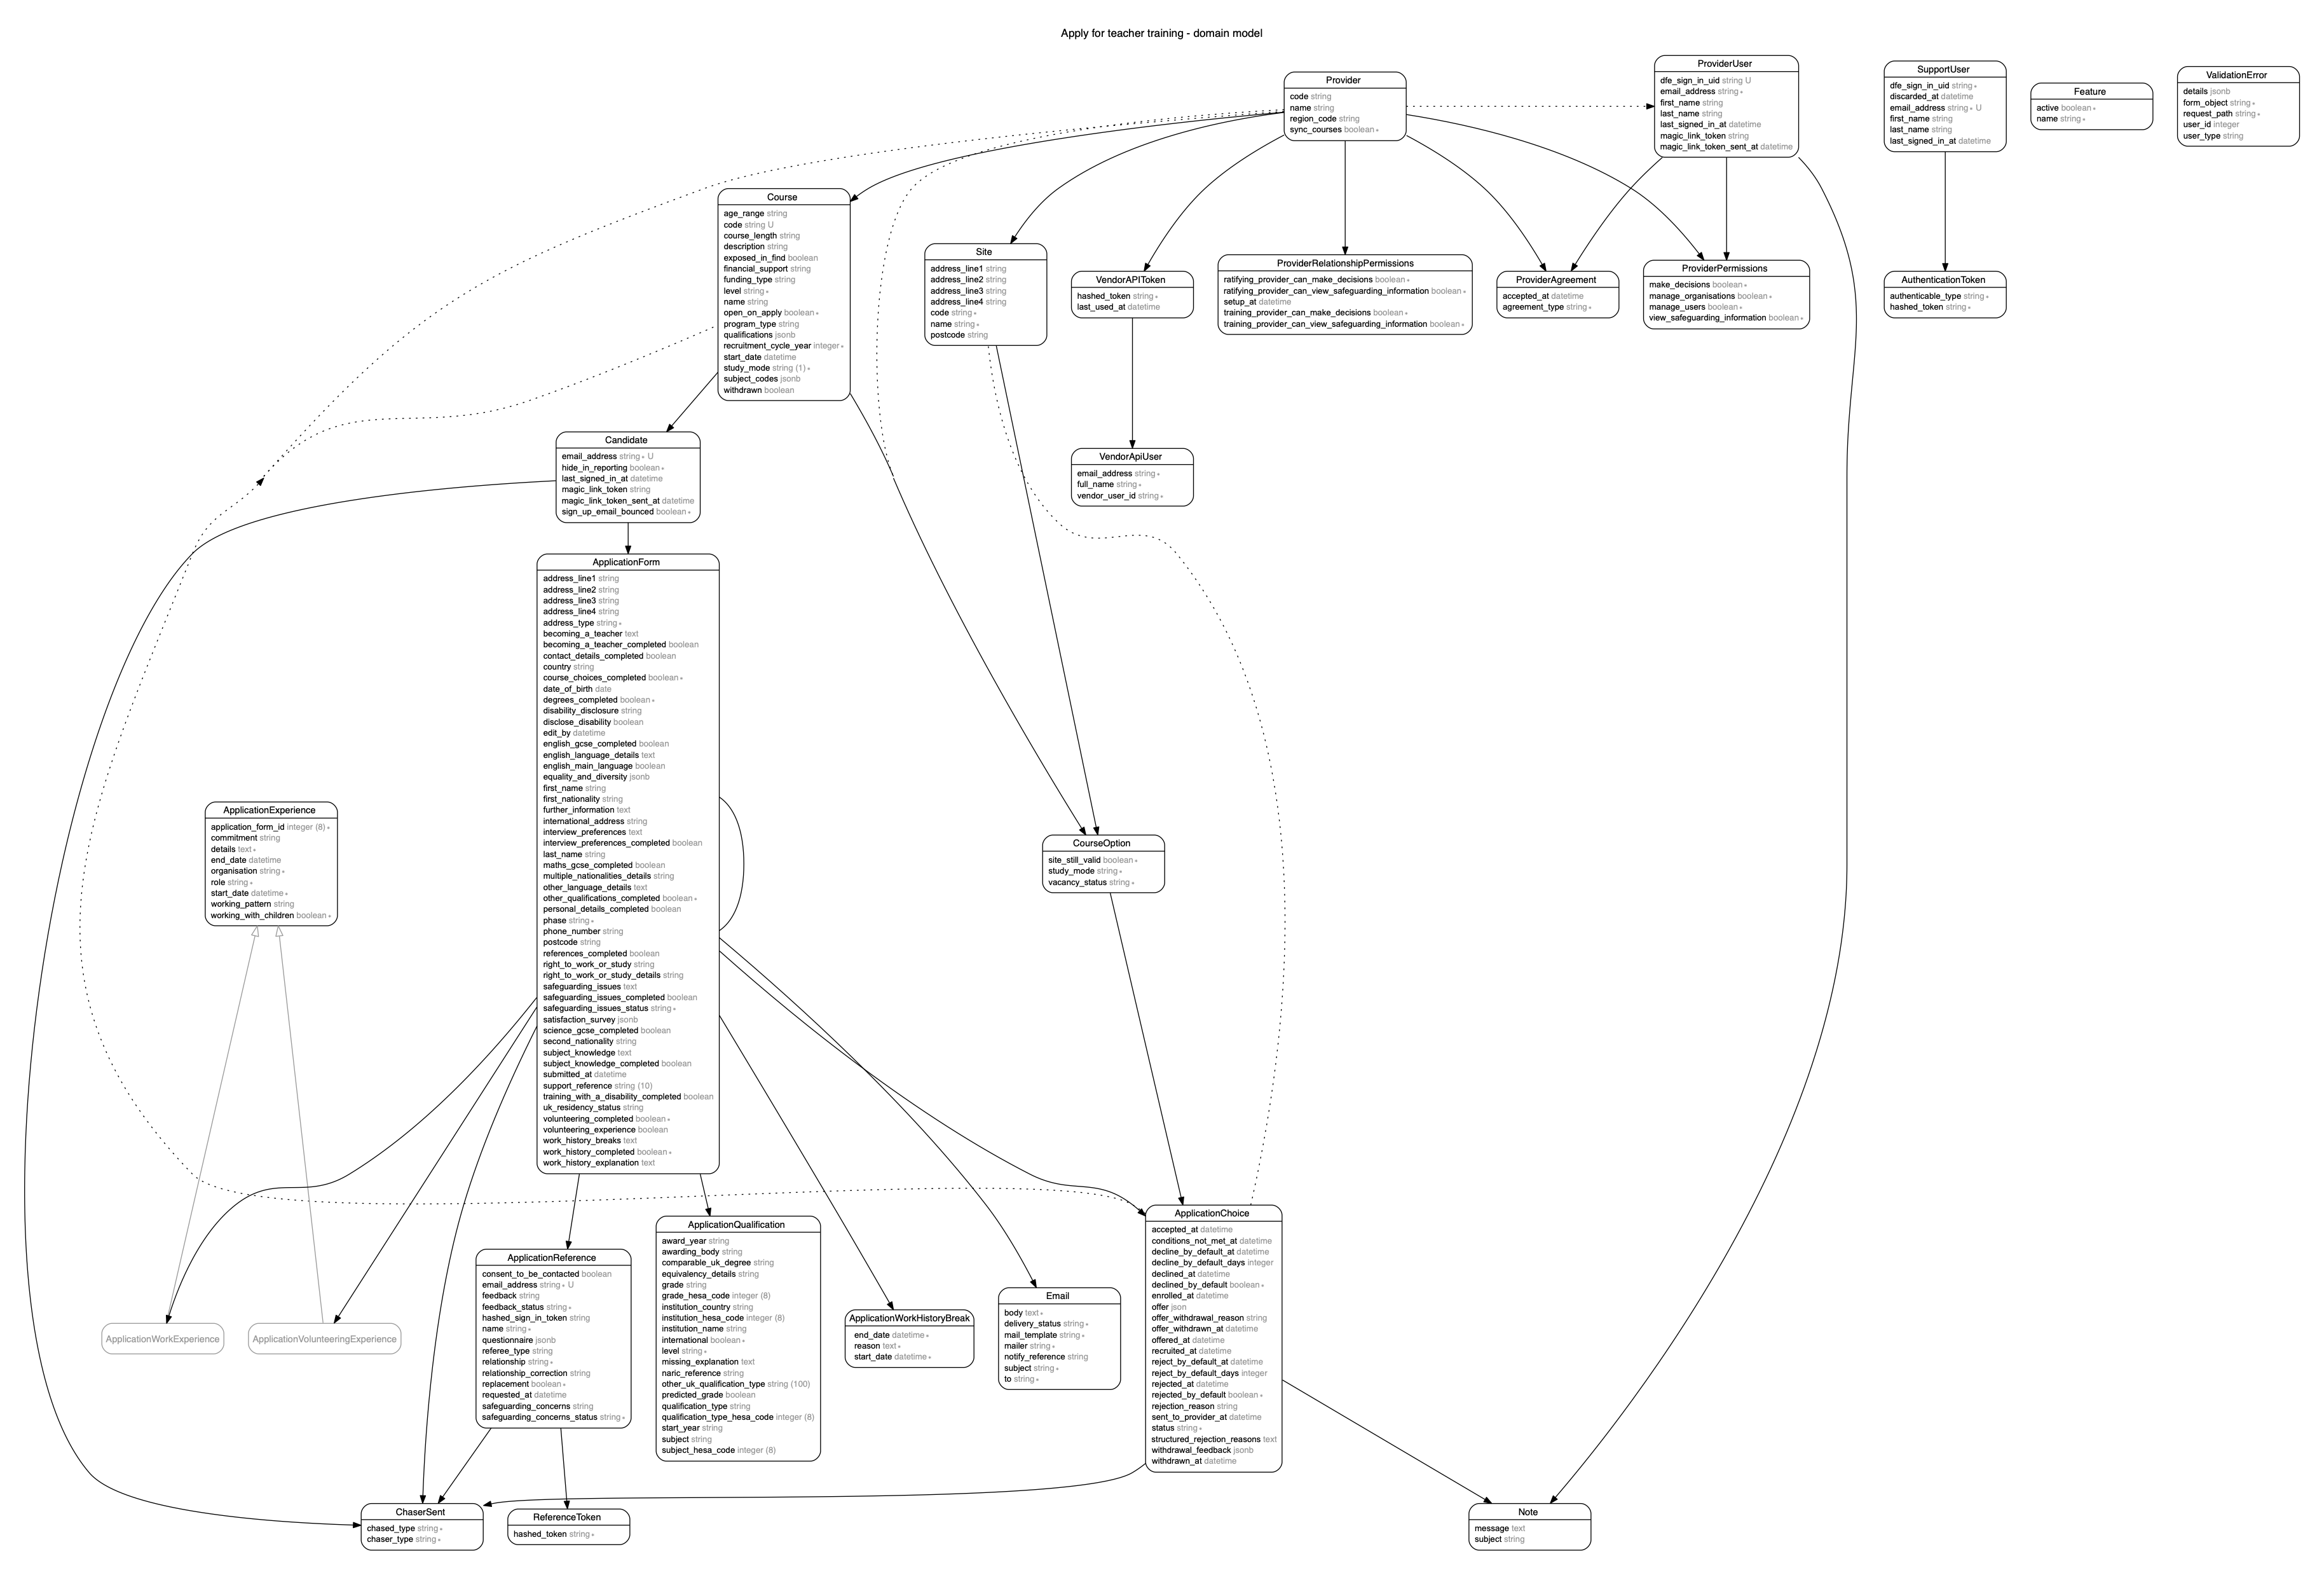 Apply for teacher training - domain model
Provider
code string
name string
region_code string
sync_courses boolean ∗
ProviderUser
dfe_sign_in_uid string U
email_address string ∗
first_name string
last_name string
last_signed_in_at datetime
magic_link_token string
magic_link_token_sent_at datetime
SupportUser
dfe_sign_in_uid string ∗
discarded_at datetime
email_address string ∗ U
first_name string
last_name string
last_signed_in_at datetime
Feature
active boolean ∗
name string ∗
ValidationError
details jsonb
form_object string ∗
request_path string ∗
user_id integer
user_type string
Course
age_range string
code string U
course_length string
description string
exposed_in_find boolean
financial_support string
funding_type string
level string ∗
name string
open_on_apply boolean ∗
program_type string
qualifications jsonb
recruitment_cycle_year integer ∗
start_date datetime
study_mode string (1) ∗
subject_codes jsonb
withdrawn boolean
Site
address_line1 string
address_line2 string
address_line3 string
address_line4 string
code string ∗
name string ∗
postcode string
VendorAPIToken
hashed_token string ∗
last_used_at datetime
ProviderRelationshipPermissions
ratifying_provider_can_make_decisions boolean ∗
ratifying_provider_can_view_safeguarding_information boolean ∗
setup_at datetime
training_provider_can_make_decisions boolean ∗
training_provider_can_view_safeguarding_information boolean ∗
ProviderAgreement
accepted_at datetime
agreement_type string ∗
ProviderPermissions
make_decisions boolean ∗
manage_organisations boolean ∗
manage_users boolean ∗
view_safeguarding_information boolean ∗
AuthenticationToken
authenticable_type string ∗
hashed_token string ∗
Candidate
email_address string ∗ U
hide_in_reporting boolean ∗
last_signed_in_at datetime
magic_link_token string
magic_link_token_sent_at datetime
sign_up_email_bounced boolean ∗
VendorApiUser
email_address string ∗
full_name string ∗
vendor_user_id string ∗
ApplicationForm
address_line1 string
address_line2 string
address_line3 string
address_line4 string
address_type string ∗
becoming_a_teacher text
becoming_a_teacher_completed boolean
contact_details_completed boolean
country string
course_choices_completed boolean ∗
date_of_birth date
degrees_completed boolean ∗
disability_disclosure string
disclose_disability boolean
edit_by datetime
english_gcse_completed boolean
english_language_details text
english_main_language boolean
equality_and_diversity jsonb
first_name string
first_nationality string
further_information text
international_address string
interview_preferences text
interview_preferences_completed boolean
last_name string
maths_gcse_completed boolean
multiple_nationalities_details string
other_language_details text
other_qualifications_completed boolean ∗
personal_details_completed boolean
phase string ∗
phone_number string
postcode string
references_completed boolean
right_to_work_or_study string
right_to_work_or_study_details string
safeguarding_issues text
safeguarding_issues_completed boolean
safeguarding_issues_status string ∗
satisfaction_survey jsonb
science_gcse_completed boolean
second_nationality string
subject_knowledge text
subject_knowledge_completed boolean
submitted_at datetime
support_reference string (10)
training_with_a_disability_completed boolean
uk_residency_status string
volunteering_completed boolean ∗
volunteering_experience boolean
work_history_breaks text
work_history_completed boolean ∗
work_history_explanation text
ApplicationExperience
application_form_id integer (8) ∗
commitment string
details text ∗
end_date datetime
organisation string ∗
role string ∗
start_date datetime ∗
working_pattern string
working_with_children boolean ∗
CourseOption
site_still_valid boolean ∗
study_mode string ∗
vacancy_status string ∗
ApplicationWorkExperience
ApplicationVolunteeringExperience
ApplicationReference
consent_to_be_contacted boolean
email_address string ∗ U
feedback string
feedback_status string ∗
hashed_sign_in_token string
name string ∗
questionnaire jsonb
referee_type string
relationship string ∗
relationship_correction string
replacement boolean ∗
requested_at datetime
safeguarding_concerns string
safeguarding_concerns_status string ∗
ApplicationQualification
award_year string
awarding_body string
comparable_uk_degree string
equivalency_details string
grade string
grade_hesa_code integer (8)
institution_country string
institution_hesa_code integer (8)
institution_name string
international boolean ∗
level string ∗
missing_explanation text
naric_reference string
other_uk_qualification_type string (100)
predicted_grade boolean
qualification_type string
qualification_type_hesa_code integer (8)
start_year string
subject string
subject_hesa_code integer (8)
ApplicationWorkHistoryBreak
end_date datetime ∗
reason text ∗
start_date datetime ∗
Email
body text ∗
delivery_status string ∗
mail_template string ∗
mailer string ∗
notify_reference string
subject string ∗
to string ∗
ApplicationChoice
accepted_at datetime
conditions_not_met_at datetime
decline_by_default_at datetime
decline_by_default_days integer
declined_at datetime
declined_by_default boolean ∗
enrolled_at datetime
offer json
offer_withdrawal_reason string
offer_withdrawn_at datetime
offered_at datetime
recruited_at datetime
reject_by_default_at datetime
reject_by_default_days integer
rejected_at datetime
rejected_by_default boolean ∗
rejection_reason string
sent_to_provider_at datetime
status string ∗
structured_rejection_reasons text
withdrawal_feedback jsonb
withdrawn_at datetime
ChaserSent
chased_type string ∗
chaser_type string ∗
ReferenceToken
hashed_token string ∗
Note
message text
subject string